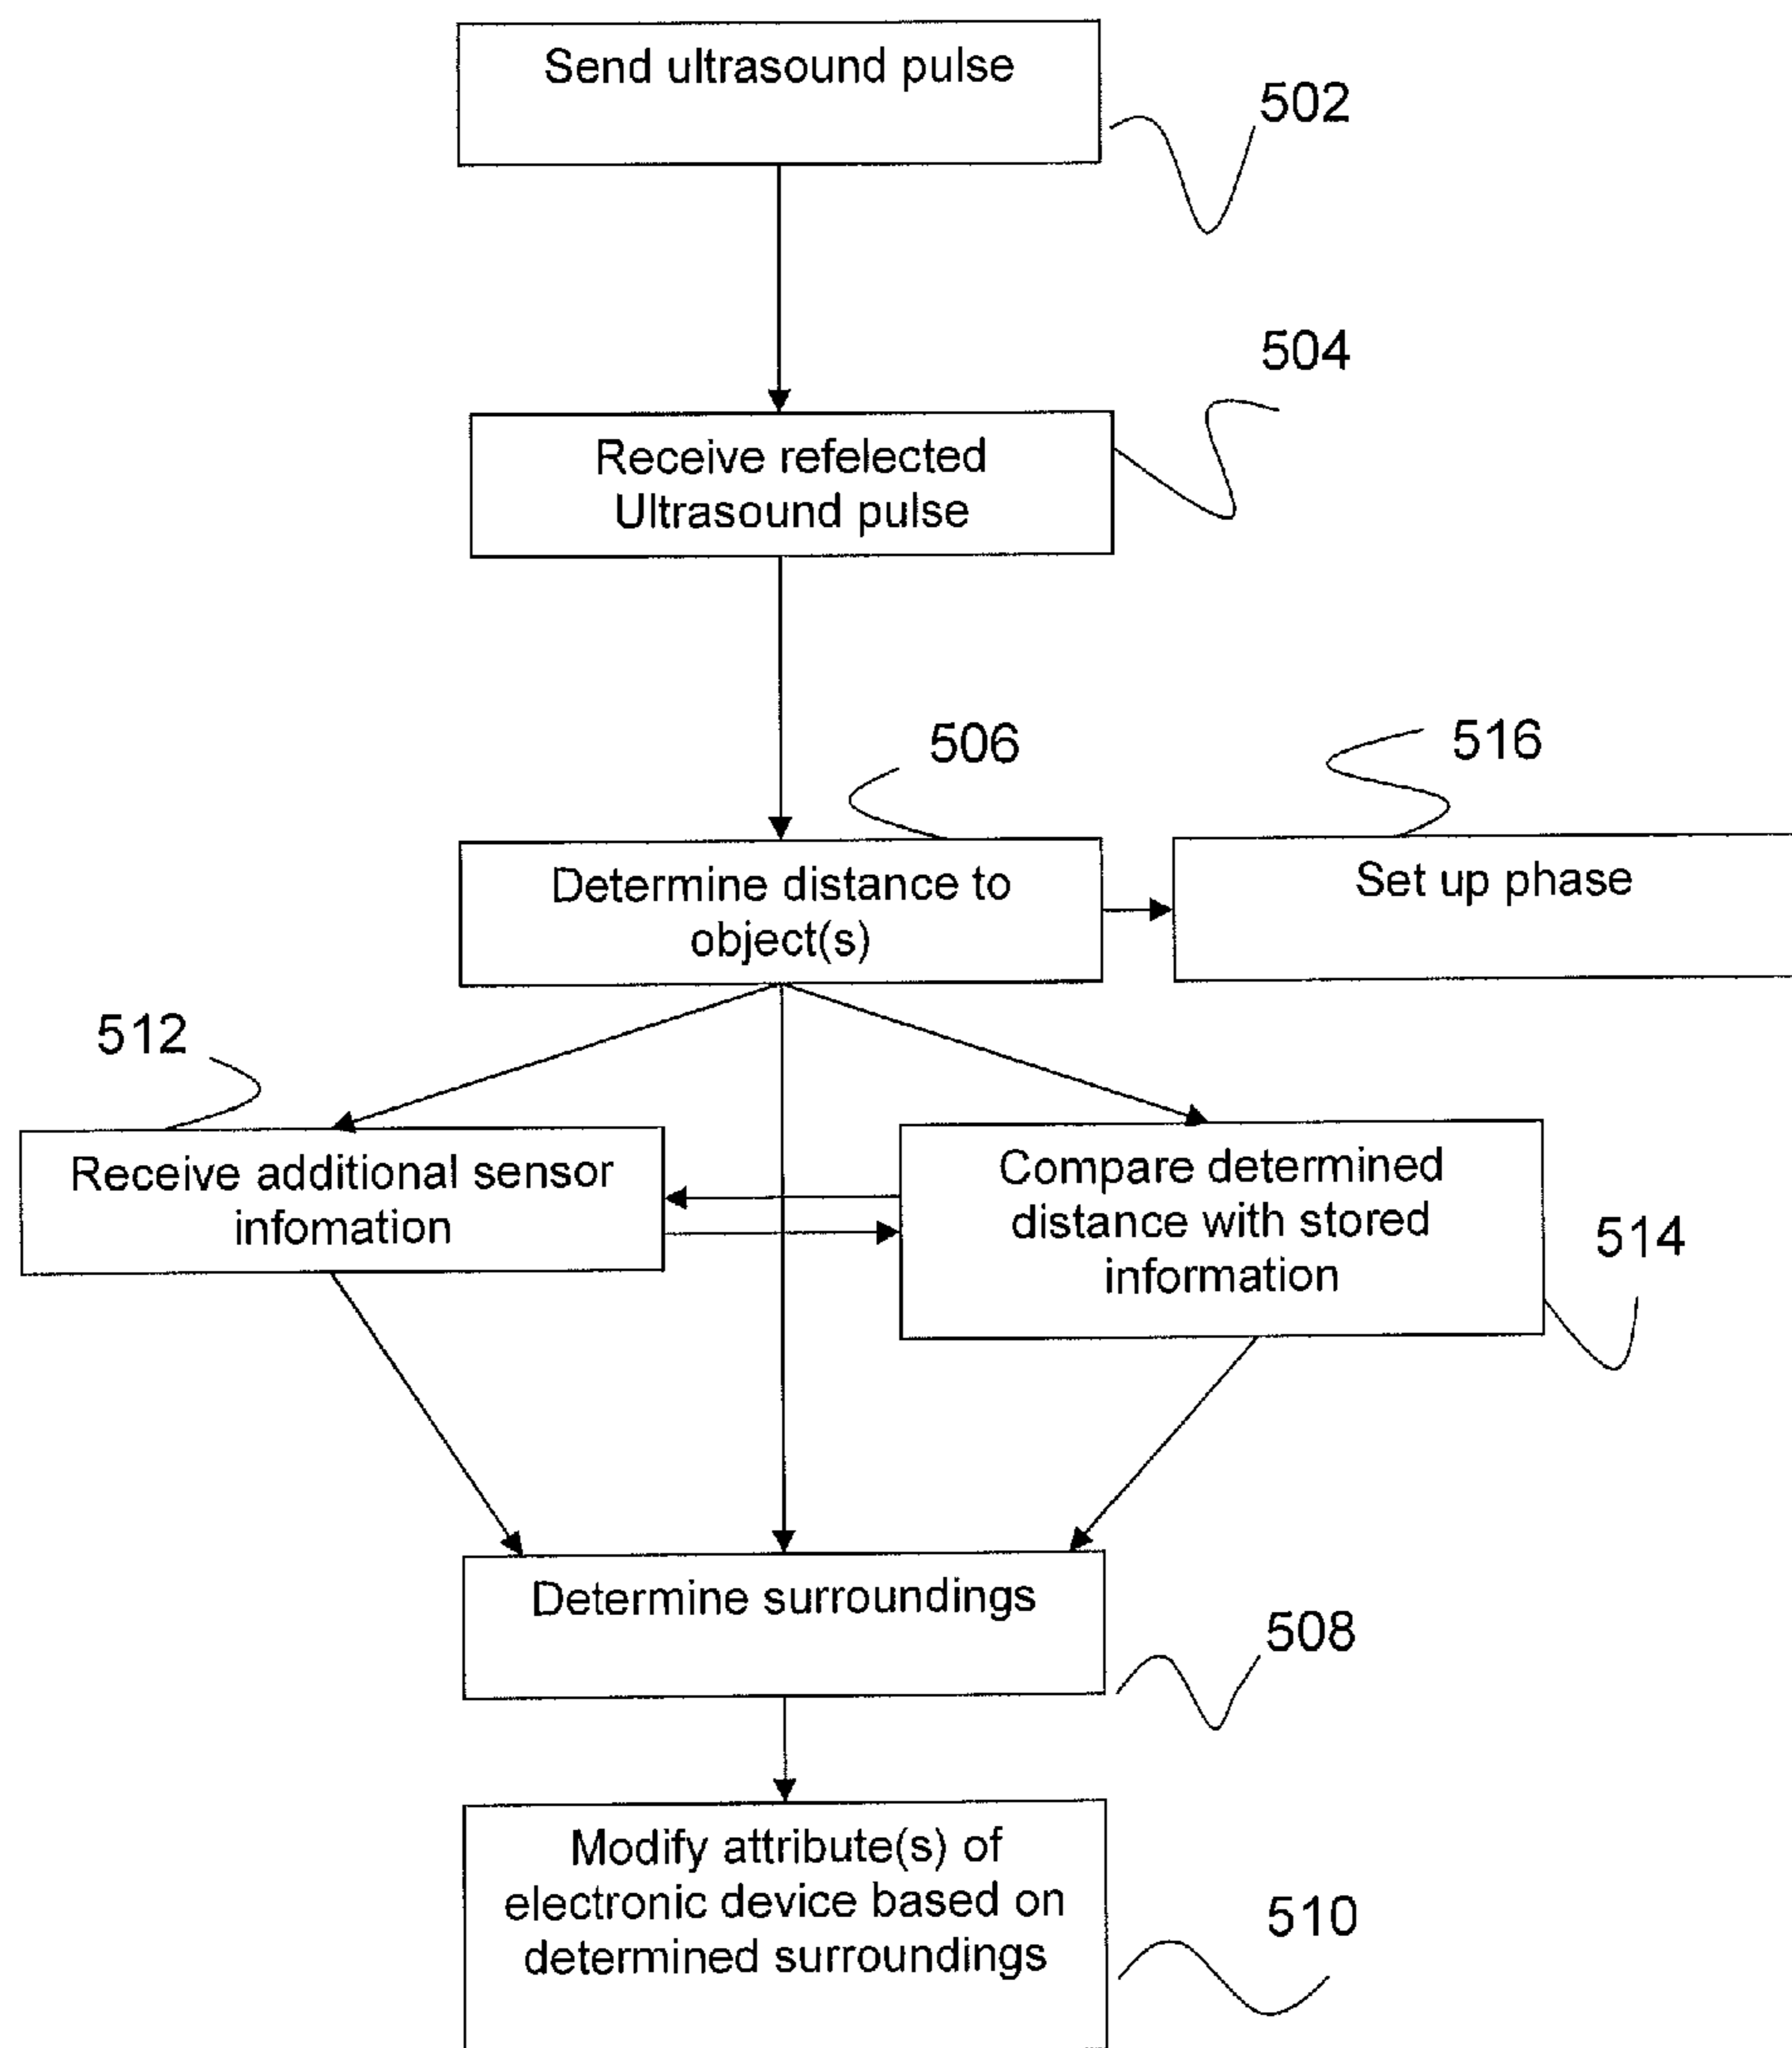 Send ultrasound pulse
502
504
Receive refelected
Ultrasound pulse
506
516
Determine distance to
object(s)
Set up phase
512
Receive additional sensor
infomation
Compare determined
distance with stored
information
514
Determine surroundings
508
Modify attribute(s) of
electronic device based on
determined surroundings
510